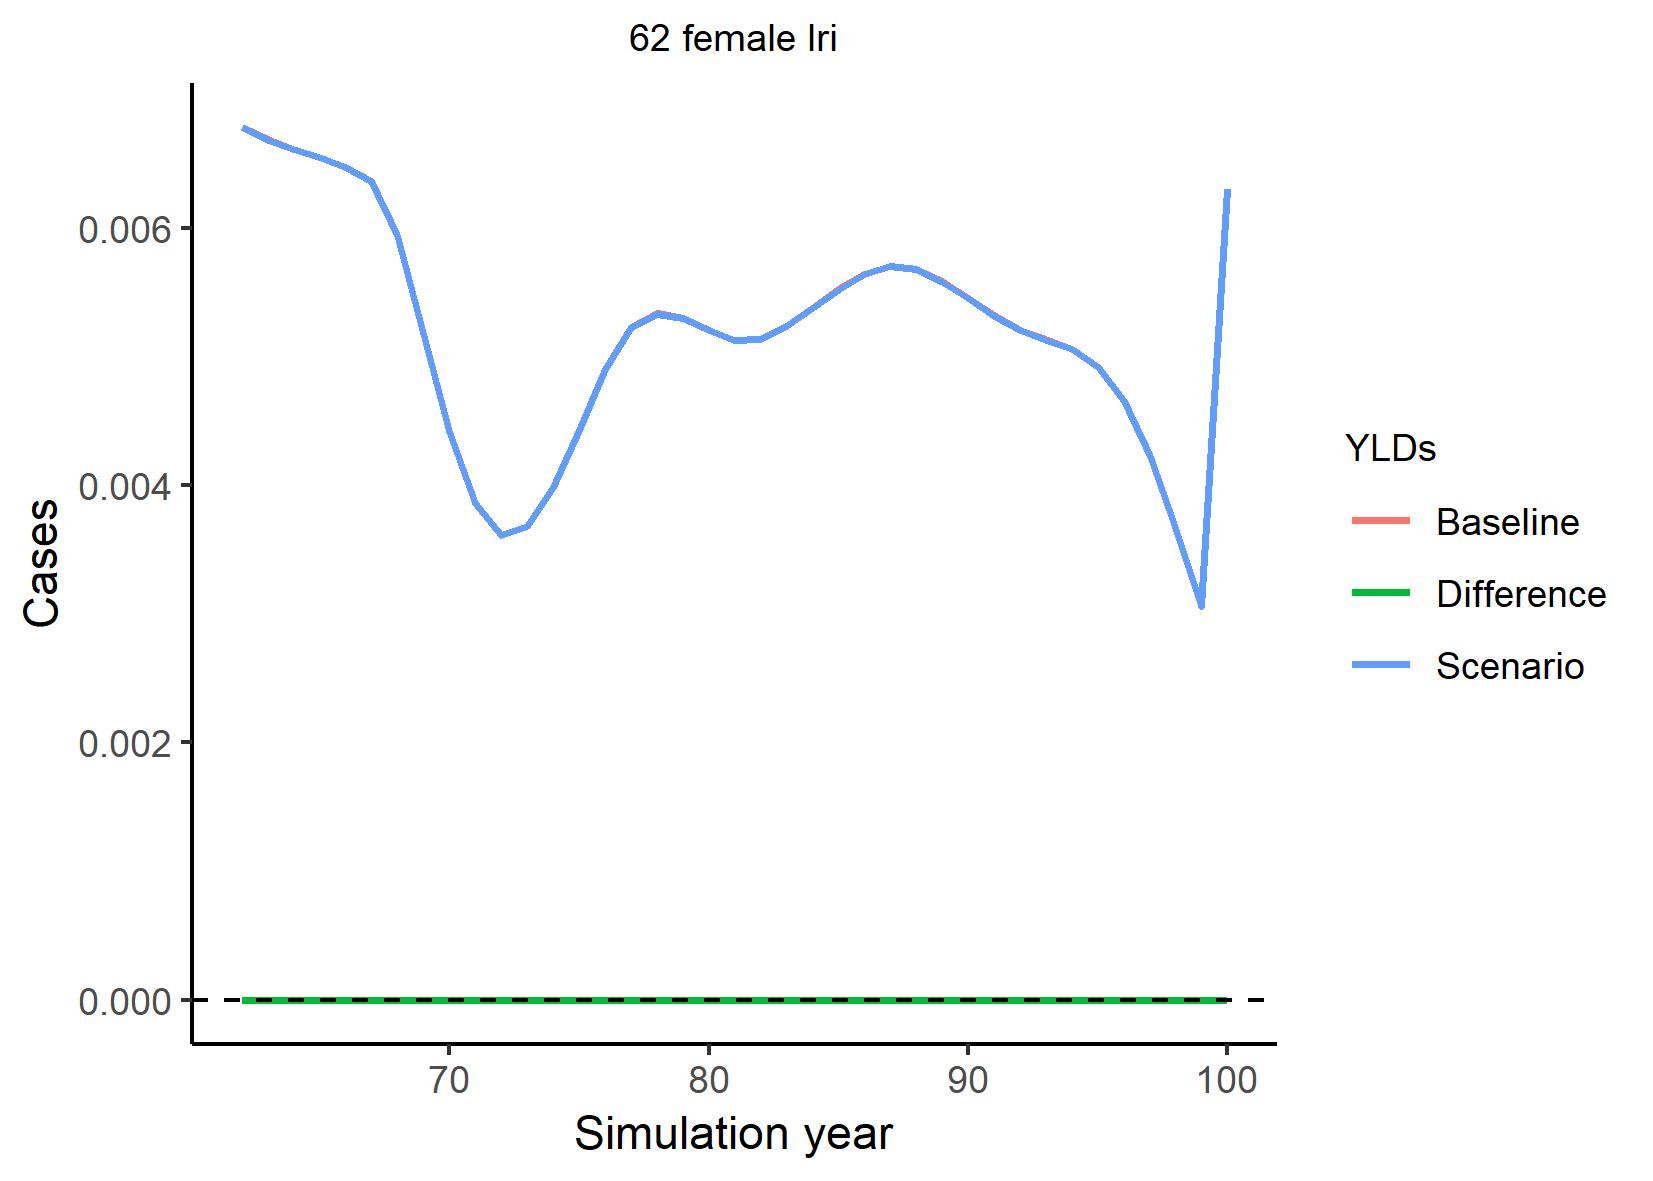 62 female lri
Cases
0.006
0.004
0.002
0.000
70 80 90 100
Simulation year
YLDs
Baseline
Difference
Scenario